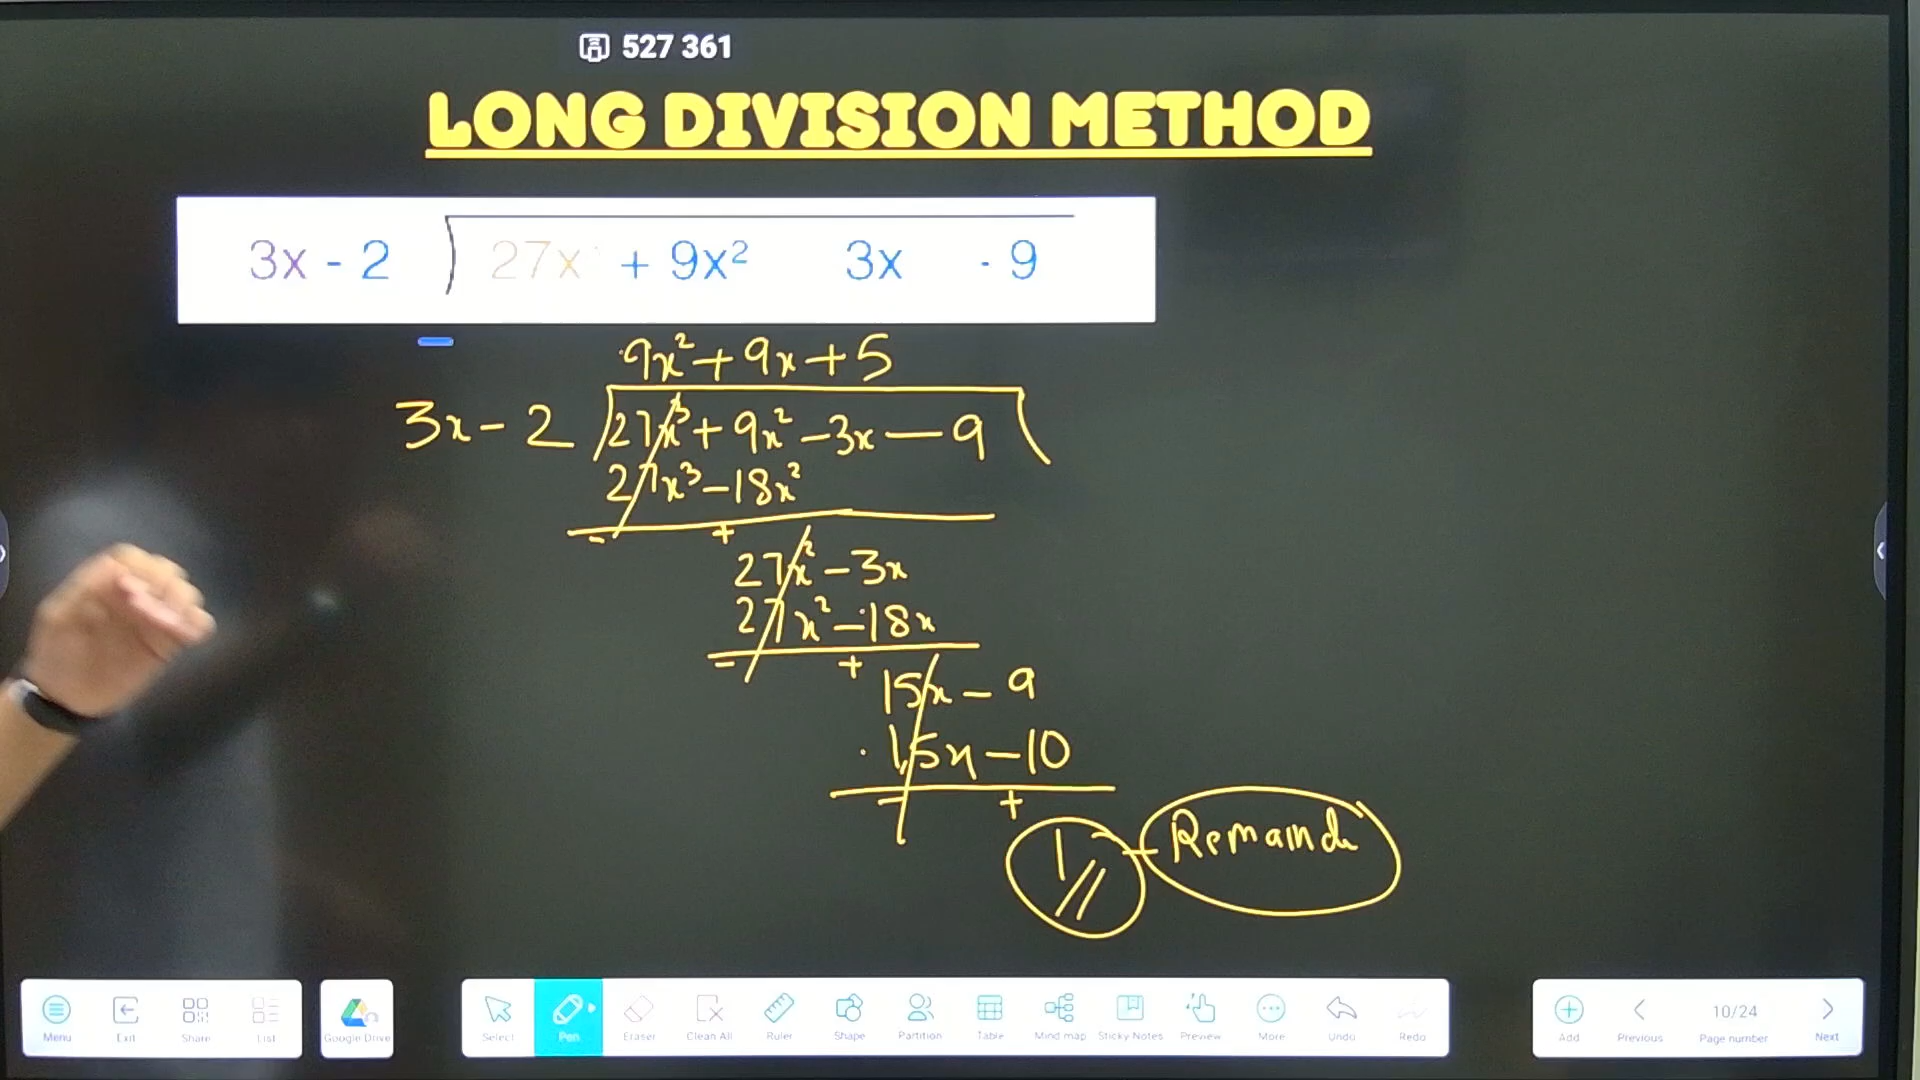 527 361
LONG DIVISION METHOD
3x - 2 ) 27x + 9x² 3x - 9
9x² + 9x + 5
3x - 2 ) 27x³ + 9x² - 3x - 9 (
27x³ - 18x²
- +
27x² - 3x
27x² - 18x
- +
15x - 9
15x - 10
- +
1 - Remainde
Menu Exit Share List Google Drive Select Pen Eraser Clean All Ruler Shape Partition Table Mind map Sticky Notes Preview More Undo Redo Add Previous 10/24 Page number Next